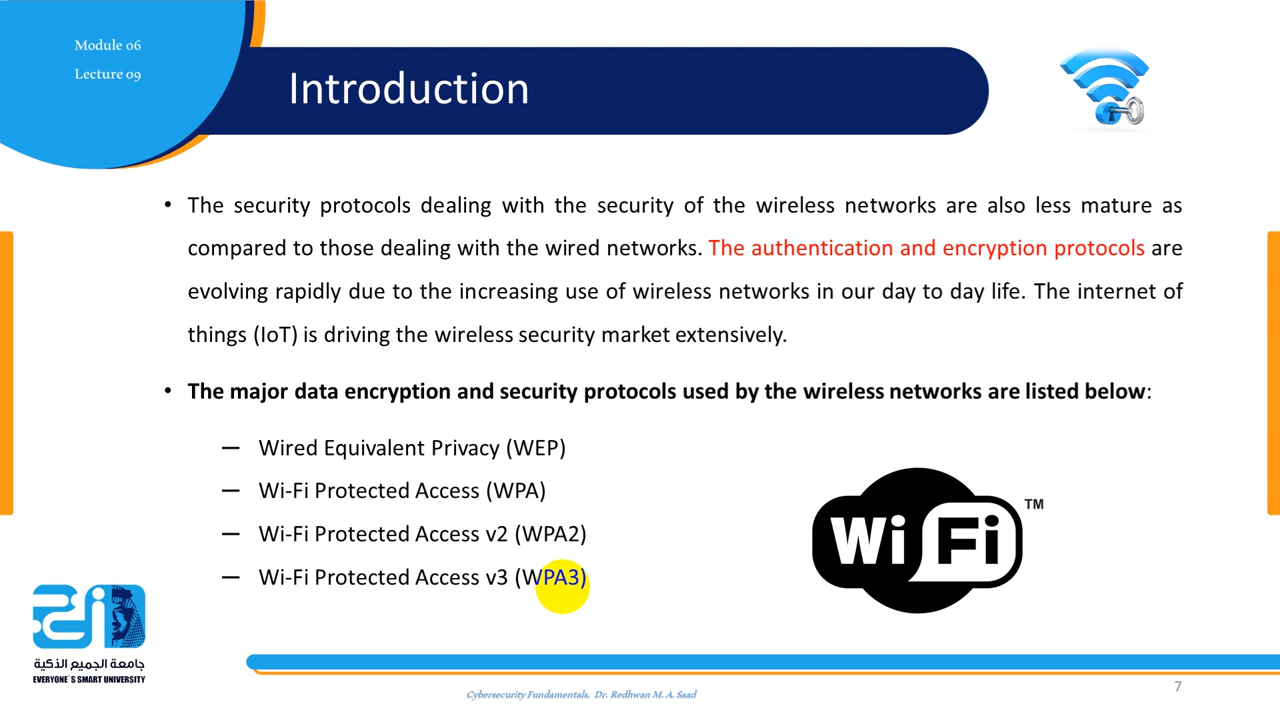 Module 06
Lecture 09
Introduction
• The security protocols dealing with the security of the wireless networks are also less mature as
compared to those dealing with the wired networks. The authentication and encryption protocols are
evolving rapidly due to the increasing use of wireless networks in our day to day life. The internet of
things (IoT) is driving the wireless security market extensively.
• The major data encryption and security protocols used by the wireless networks are listed below:
— Wired Equivalent Privacy (WEP)
— Wi-Fi Protected Access (WPA)
— Wi-Fi Protected Access v2 (WPA2)
— Wi-Fi Protected Access v3 (WPA3)
Wi Fi TM
جامعة الجميع الذكية
EVERYONE`S SMART UNIVERSITY
Cybersecurity Fundamentals, Dr. Redhwan M. A. Saad
7